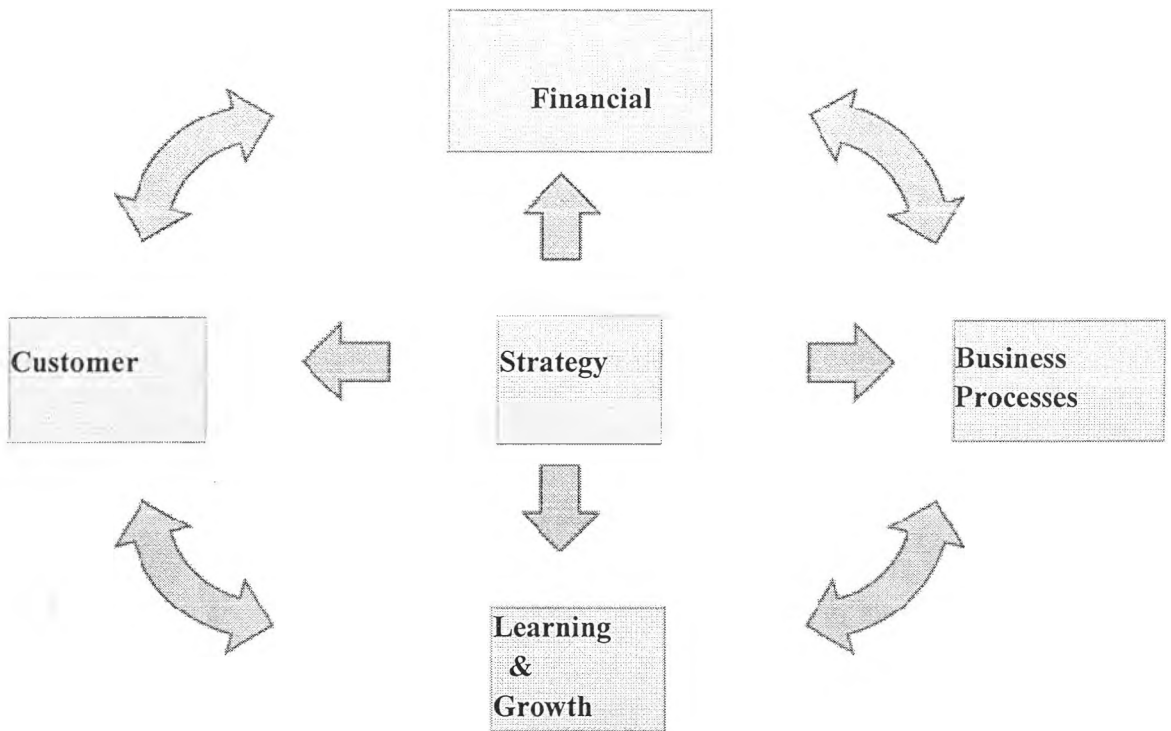 Financial
Customer
Strategy
Business
Processes
Learning
&
Growth